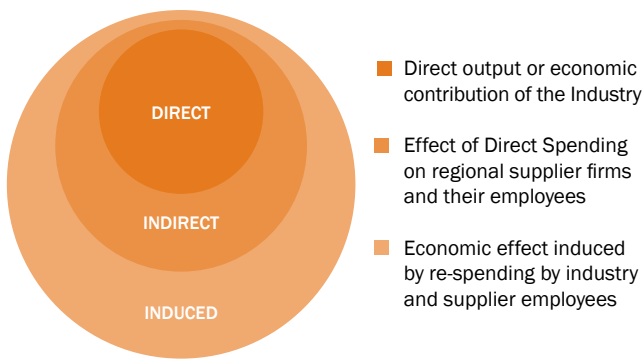 DIRECT
INDIRECT
INDUCED
Direct output or economic
contribution of the Industry
Effect of Direct Spending
on regional supplier firms
and their employees
Economic effect induced
by re-spending by industry
and supplier employees